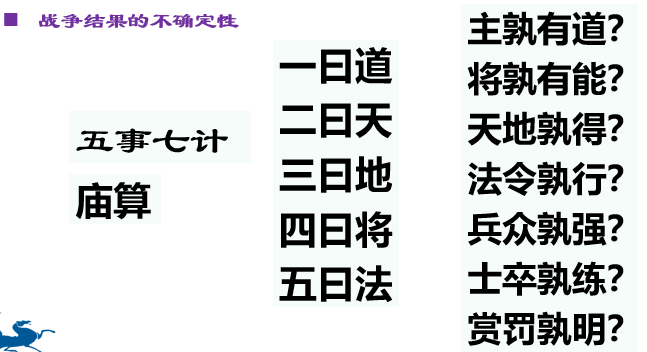 战争结果的不确定性
五事七计
庙算
一曰道
二曰天
三曰地
四曰将
五曰法
主孰有道?
将孰有能?
天地孰得?
法令孰行?
兵众孰强?
士卒孰练?
赏罚孰明?